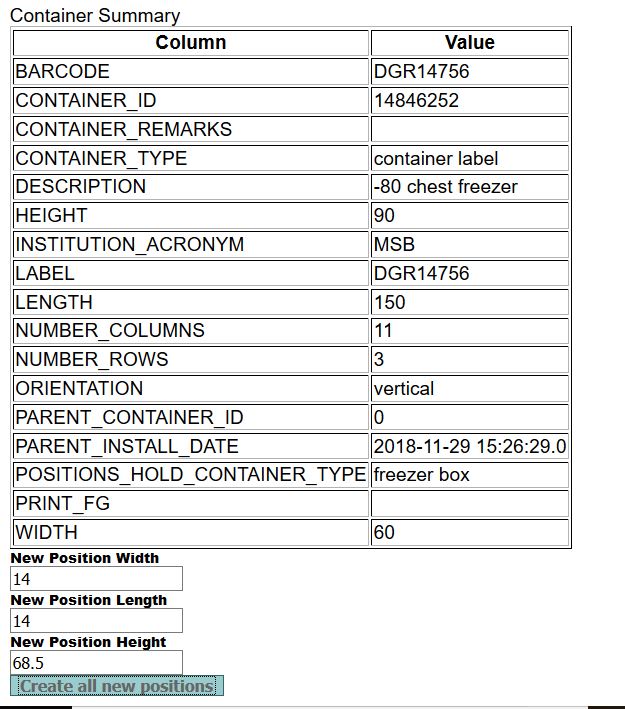 Container Summary
Column Value
BARCODE DGR14756
CONTAINER_ID 14846252
CONTAINER_REMARKS
CONTAINER_TYPE container label
DESCRIPTION -80 chest freezer
HEIGHT 90
INSTITUTION_ACRONYM MSB
LABEL DGR14756
LENGTH 150
NUMBER_COLUMNS 11
NUMBER_ROWS 3
ORIENTATION vertical
PARENT_CONTAINER_ID 0
PARENT_INSTALL_DATE 2018-11-29 15:26:29.0
POSITIONS_HOLD_CONTAINER_TYPE freezer box
PRINT_FG
WIDTH 60
New Position Width
14
New Position Length
14
New Position Height
68.5
Create all new positions